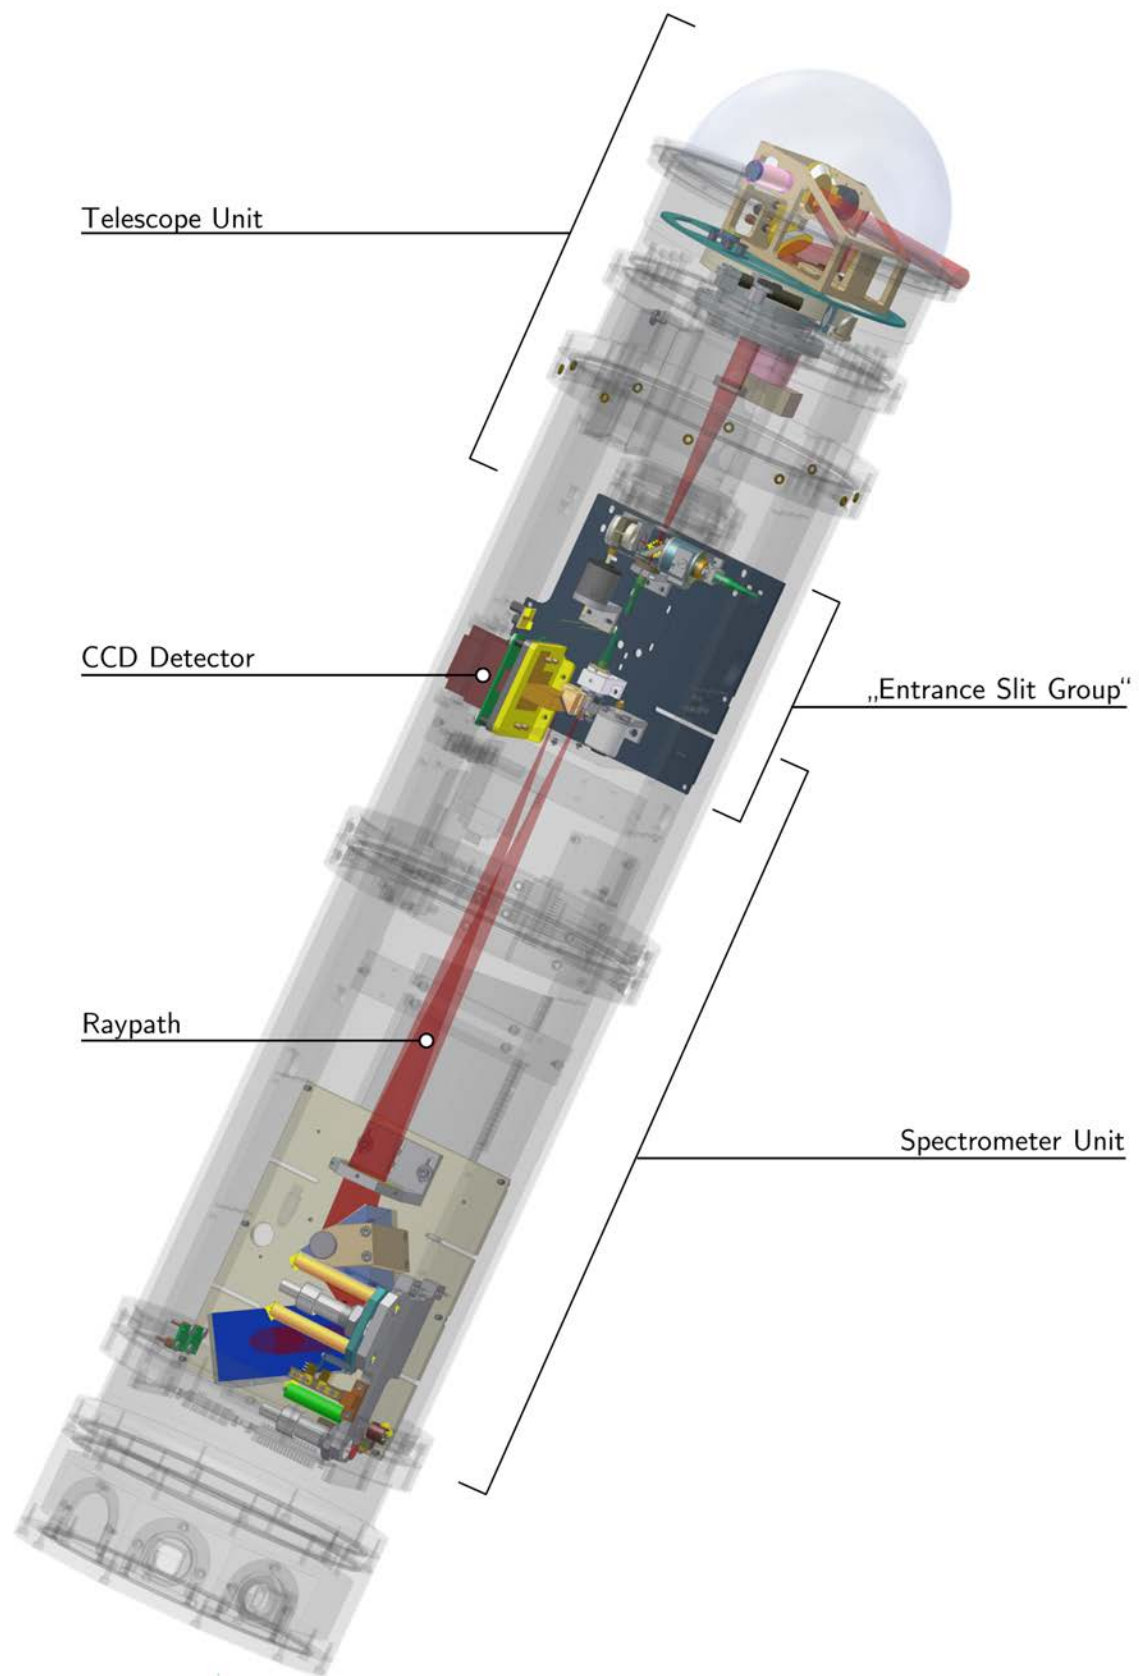 Telescope Unit
CCD Detector
„Entrance Slit Group“
Raypath
Spectrometer Unit